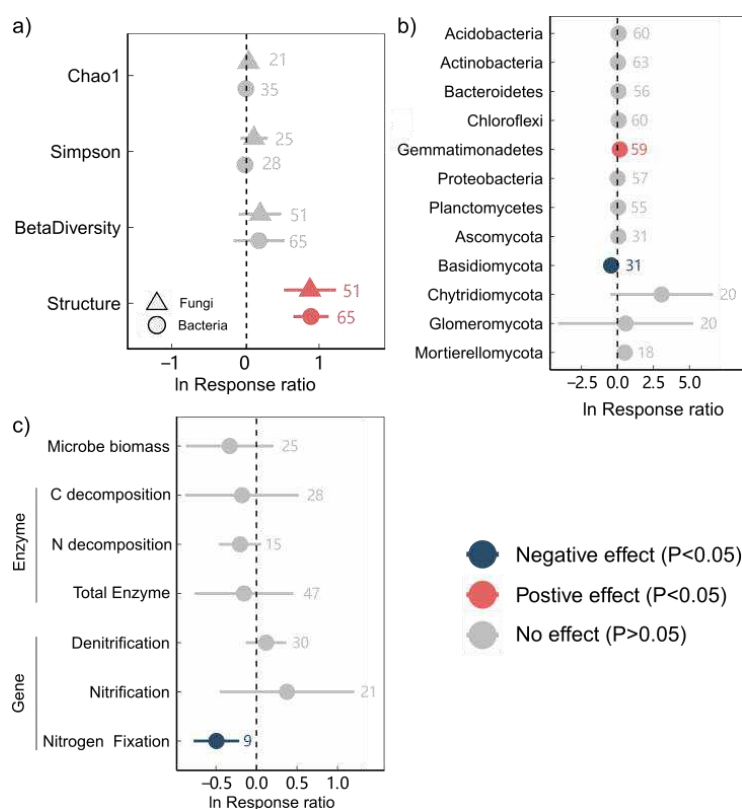 a)
Chao1
21
35
Simpson
25
28
BetaDiversity
51
65
Structure
51
65
Fungi
Bacteria
−1 0 1
ln Response ratio
b)
Acidobacteria 60
Actinobacteria 63
Bacteroidetes 56
Chloroflexi 60
Gemmatimonadetes 59
Proteobacteria 57
Planctomycetes 55
Ascomycota 31
Basidiomycota 31
Chytridiomycota 20
Glomeromycota 20
Mortierellomycota 18
−2.5 0.0 2.5 5.0
ln Response ratio
c)
Microbe biomass 25
Enzyme
C decomposition 28
N decomposition 15
Total Enzyme 47
Gene
Denitrification 30
Nitrification 21
Nitrogen Fixation 9
−0.5 0.0 0.5 1.0
ln Response ratio
Negative effect (P<0.05)
Postive effect (P<0.05)
No effect (P>0.05)